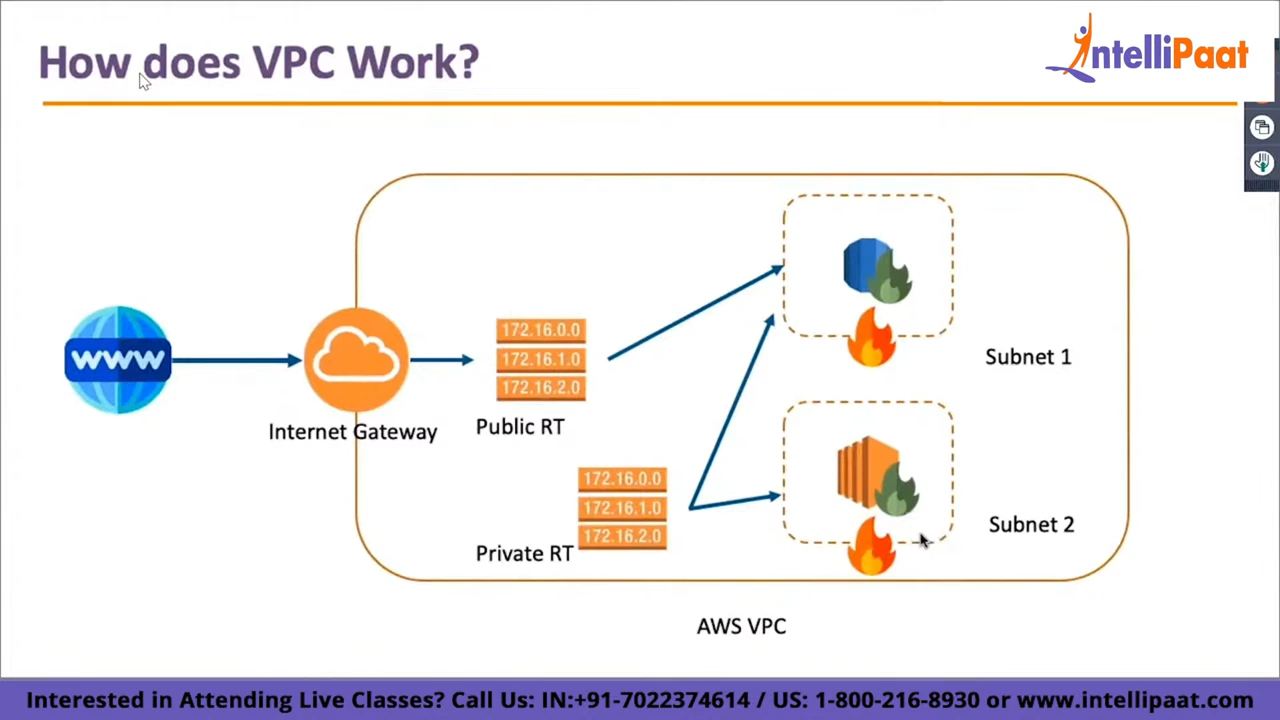 How does VPC Work?
IntelliPaat
www
Internet Gateway
172.16.0.0
172.16.1.0
172.16.2.0
Public RT
172.16.0.0
172.16.1.0
172.16.2.0
Private RT
Subnet 1
Subnet 2
AWS VPC
Interested in Attending Live Classes? Call Us: IN:+91-7022374614 / US: 1-800-216-8930 or www.intellipaat.com